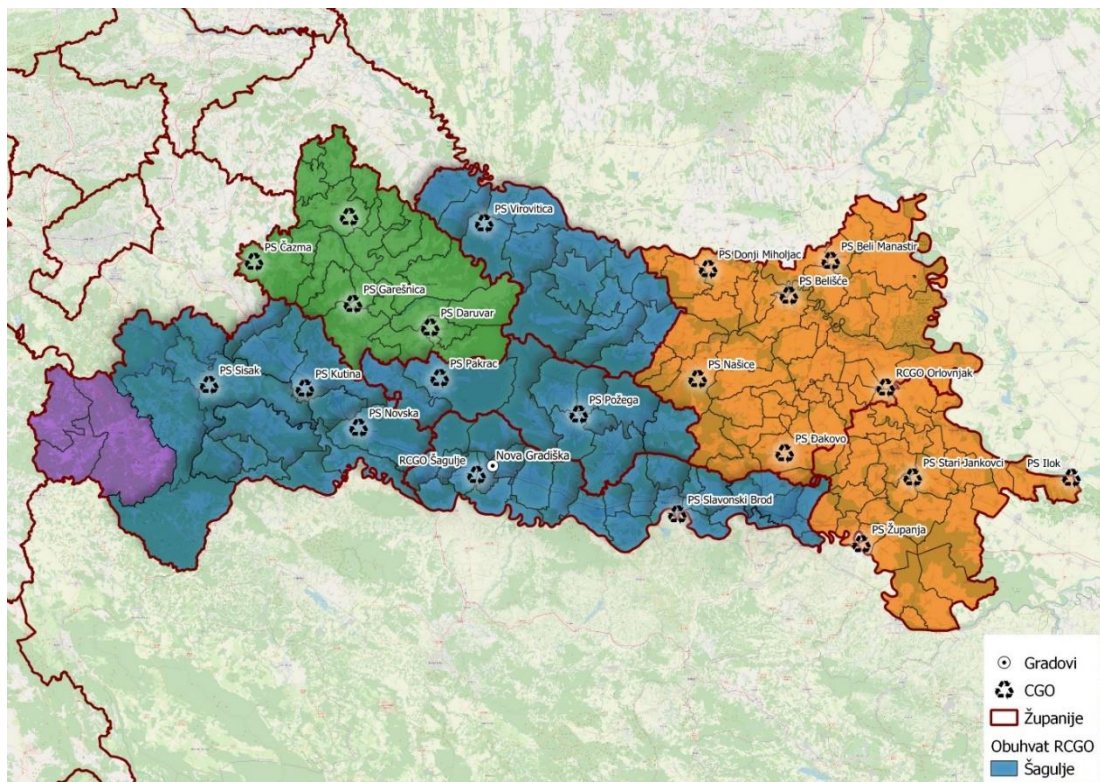 PS Virovitica
PS Čazma
PS Donji Miholjac
PS Beli Manastir
PS Belišće
PS Garešnica
PS Daruvar
PS Pakrac
PS Našice
RCGO Orlovnjak
PS Sisak
PS Kutina
PS Požega
PS Novska
PS Đakovo
Nova Gradiška
RCGO Šagulje
PS Stari Jankovci
PS Ilok
PS Slavonski Brod
PS Županja
Gradovi
CGO
Županije
Obuhvat RCGO
Šagulje